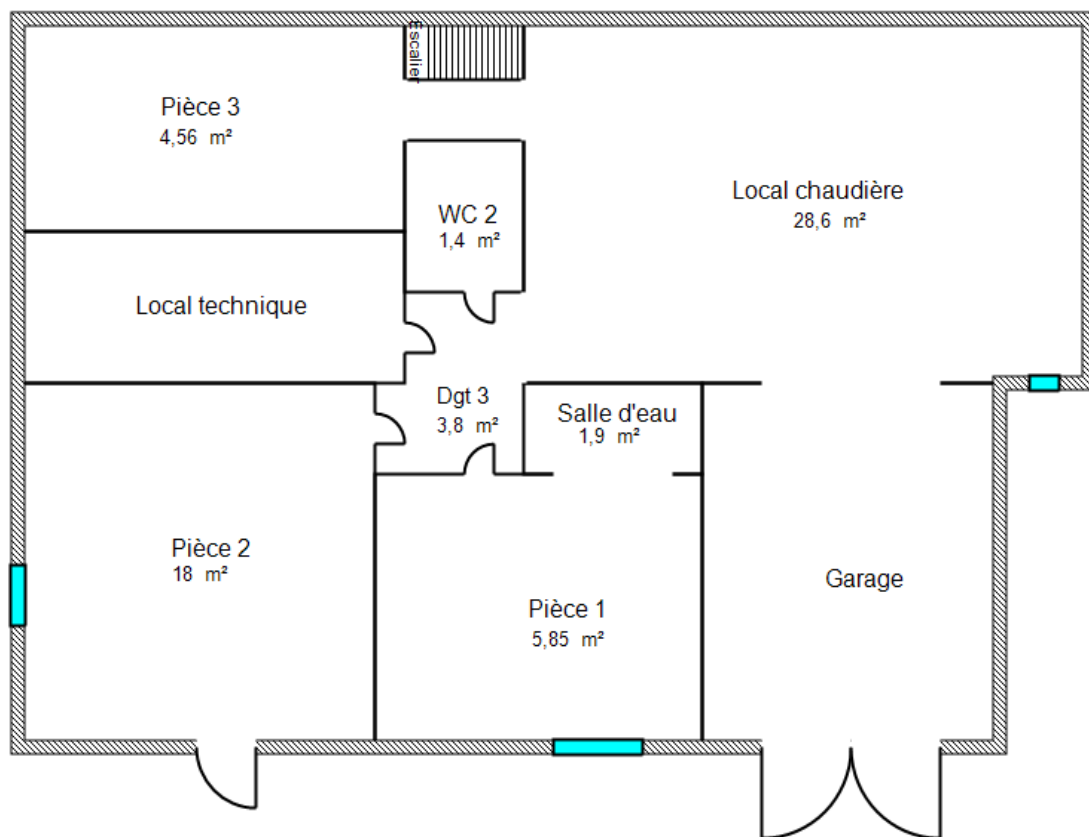 Escalier
Pièce 3
4,56 m²
Local chaudière
28,6 m²
WC 2
1,4 m²
Local technique
Dgt 3
3,8 m²
Salle d'eau
1,9 m²
Pièce 2
18 m²
Garage
Pièce 1
5,85 m²